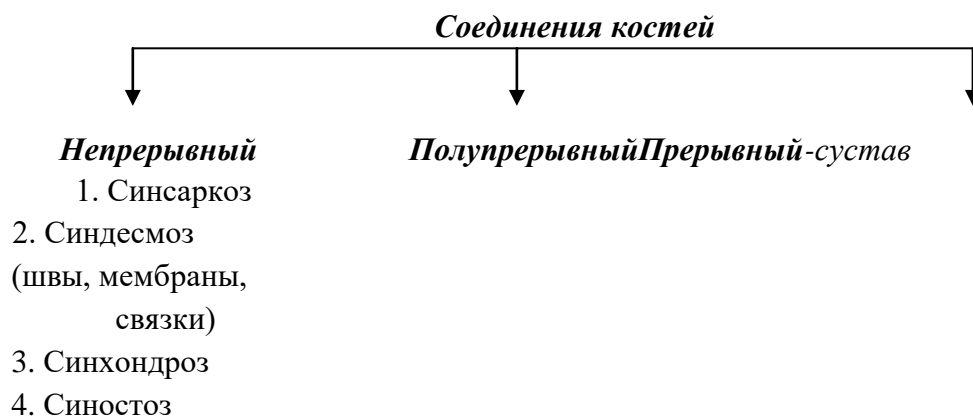 Соединения костей
Непрерывный ПолупрерывныйПрерывный-сустав
1. Синсаркоз
2. Синдесмоз
(швы, мембраны,
связки)
3. Синхондроз
4. Синостоз